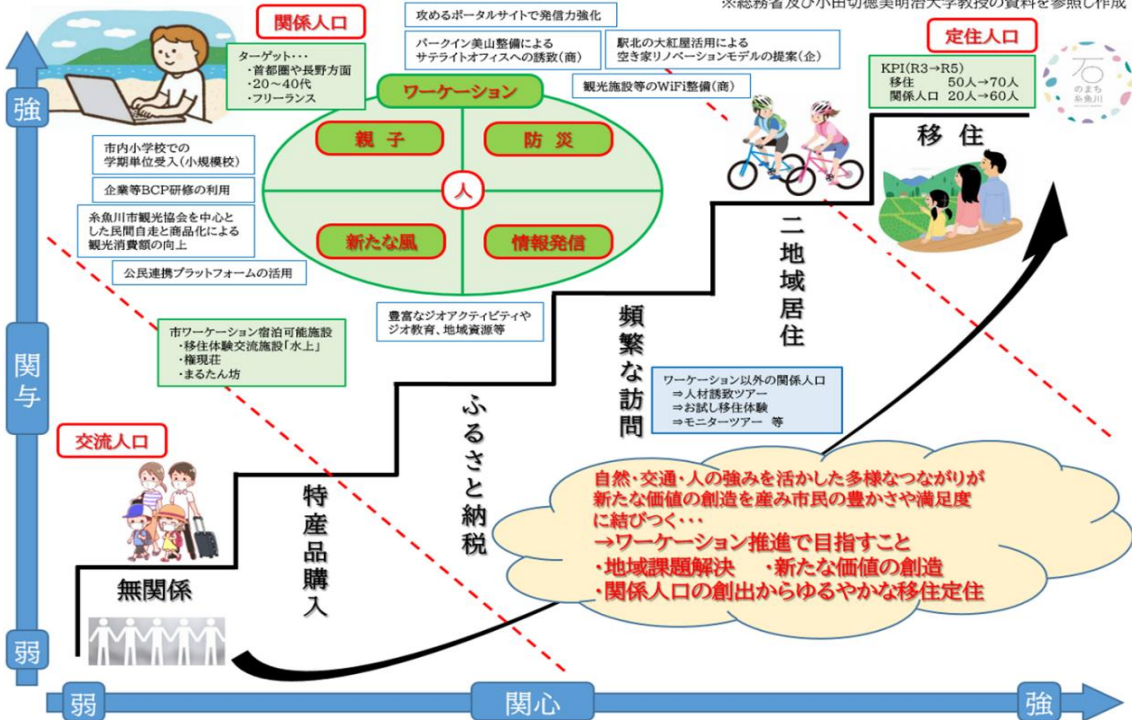 ※総務省及び小田切徳美明治大学教授の資料を参照し作成
関係人口
ターゲット・・・
・首都圏や長野方面
・20～40代
・フリーランス
攻めるポータルサイトで発信力強化
パークイン美山整備による
サテライトオフィスへの誘致(商)
駅北の大紅屋活用による
空き家リノベーションモデルの提案(企)
観光施設等のWiFi整備(商)
定住人口
KPI(R3→R5)
移住 50人→70人
関係人口 20人→60人
石
のまち
糸魚川
強
ワーケーション
親子
防災
人
新たな風
情報発信
市内小学校での
学期単位受入(小規模校)
企業等BCP研修の利用
糸魚川市観光協会を中心と
した民間自走と商品化による
観光消費額の向上
公民連携プラットフォームの活用
豊富なジオアクティビティや
ジオ教育、地域資源等
市ワーケーション宿泊可能施設
・移住体験交流施設「水上」
・権現荘
・まるたん坊
移住
二地域居住
頻繁な訪問
ふるさと納税
特産品購入
無関係
関与
交流人口
ワーケーション以外の関係人口
⇒人材誘致ツアー
⇒お試し移住体験
⇒モニターツアー 等
自然・交通・人の強みを活かした多様なつながりが
新たな価値の創造を産み市民の豊かさや満足度
に結びつく・・・
→ワーケーション推進で目指すこと
・地域課題解決 ・新たな価値の創造
・関係人口の創出からゆるやかな移住定住
弱
弱
関心
強